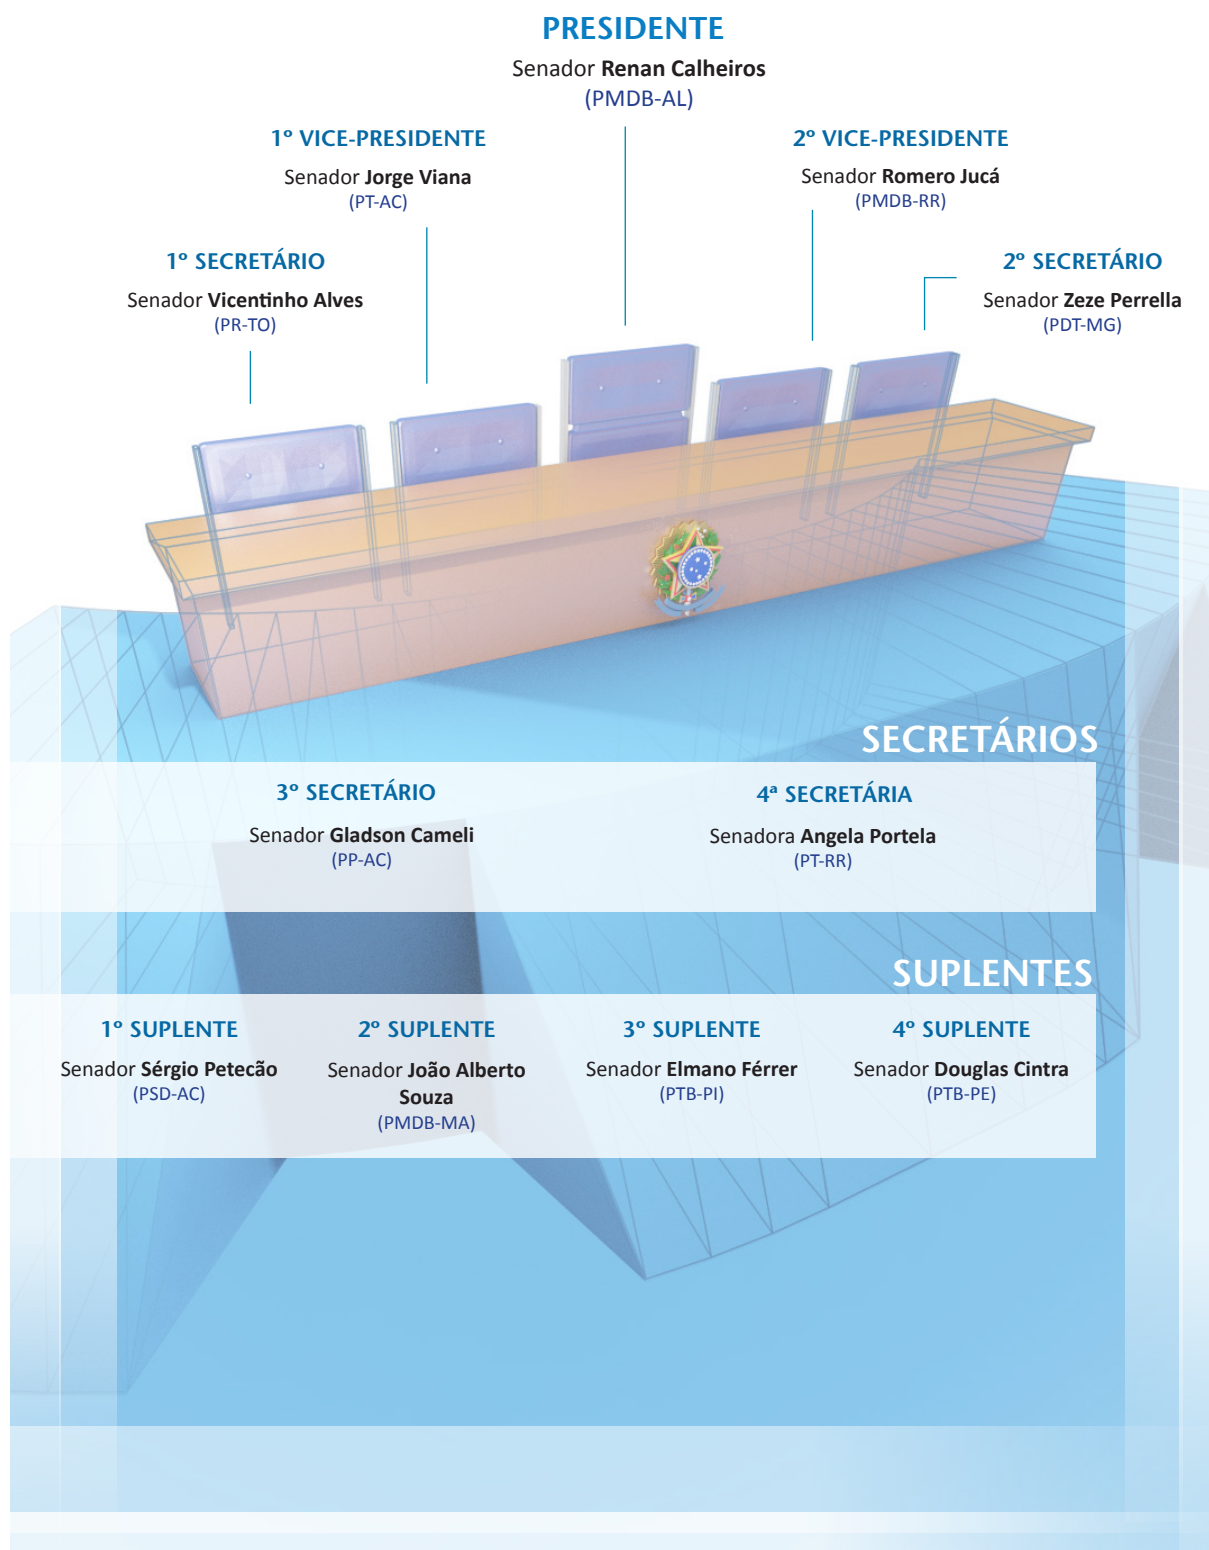 PRESIDENTE
Senador Renan Calheiros
(PMDB-AL)
1º VICE-PRESIDENTE
Senador Jorge Viana
(PT-AC)
2º VICE-PRESIDENTE
Senador Romero Jucá
(PMDB-RR)
1º SECRETÁRIO
Senador Vicentinho Alves
(PR-TO)
2º SECRETÁRIO
Senador Zeze Perrella
(PDT-MG)
SECRETÁRIOS
3º SECRETÁRIO
Senador Gladson Cameli
(PP-AC)
4ª SECRETÁRIA
Senadora Angela Portela
(PT-RR)
SUPLENTES
1º SUPLENTE
Senador Sérgio Petecão
(PSD-AC)
2º SUPLENTE
Senador João Alberto
Souza
(PMDB-MA)
3º SUPLENTE
Senador Elmano Férrer
(PTB-PI)
4º SUPLENTE
Senador Douglas Cintra
(PTB-PE)